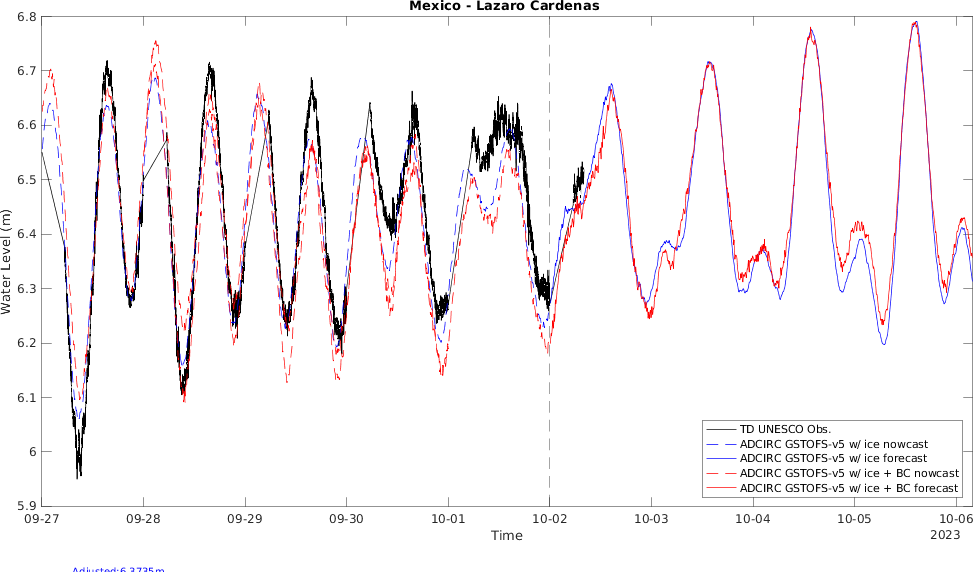 Mexico - Lazaro Cardenas
6.8
6.7
6.6
6.5
6.4
6.3
6.2
6.1
6
5.9
Water Level (m)
09-27 09-28 09-29 09-30 10-01 10-02 10-03 10-04 10-05 10-06
Time
2023
TD UNESCO Obs.
ADCIRC GSTOFS-v5 w/ ice nowcast
ADCIRC GSTOFS-v5 w/ ice forecast
ADCIRC GSTOFS-v5 w/ ice + BC nowcast
ADCIRC GSTOFS-v5 w/ ice + BC forecast
Adjusted:6.3735m